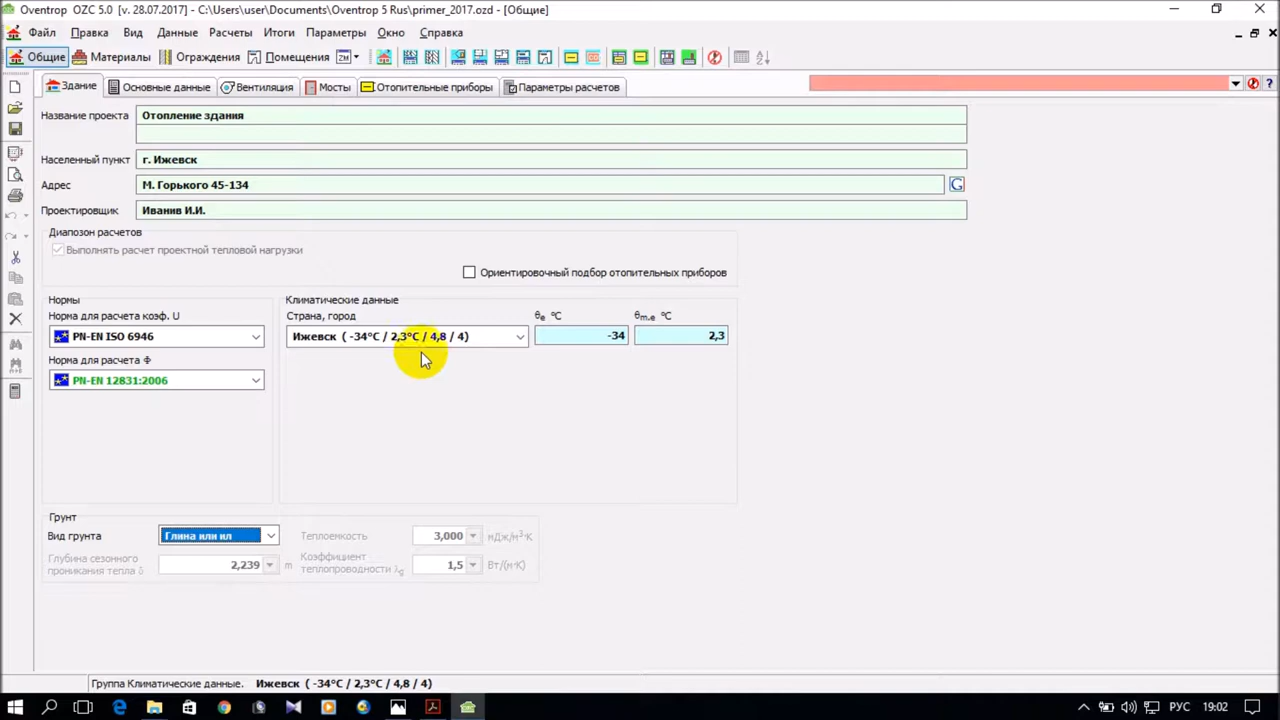 Oventrop OZC 5.0 [v. 28.07.2017] - C:\Users\user\Documents\Oventrop 5 Rus\primer_2017.ozd - [Общие]
Файл Правка Вид Данные Расчеты Итоги Параметры Окно Справка
Общие Материалы Ограждения Помещения
Здание Основные данные Вентиляция Мосты Отопительные приборы Параметры расчетов
Название проекта Отопление здания
Населенный пункт г. Ижевск
Адрес М. Горького 45-134 G
Проектировщик Иванив И.И.
Диапозон расчетов
Выполнять расчет проектной тепловой нагрузки
Ориентировочный подбор отопительных приборов
Нормы Климатические данные
Норма для расчета коэф. U Страна, город θe °C θm.e °C
PN-EN ISO 6946 Ижевск ( -34°C / 2,3°C / 4,8 / 4) -34 2,3
Норма для расчета Ф
PN-EN 12831:2006
Грунт
Вид грунта Глина или ил Теплоемкость 3,000 мДж/м³·К
Глубина сезонного проникания тепла δ 2,239 m Коэффициент теплопроводности λg 1,5 Вт/(м·К)
Группа Климатические данные. Ижевск ( -34°C / 2,3°C / 4,8 / 4)
РУС 19:02